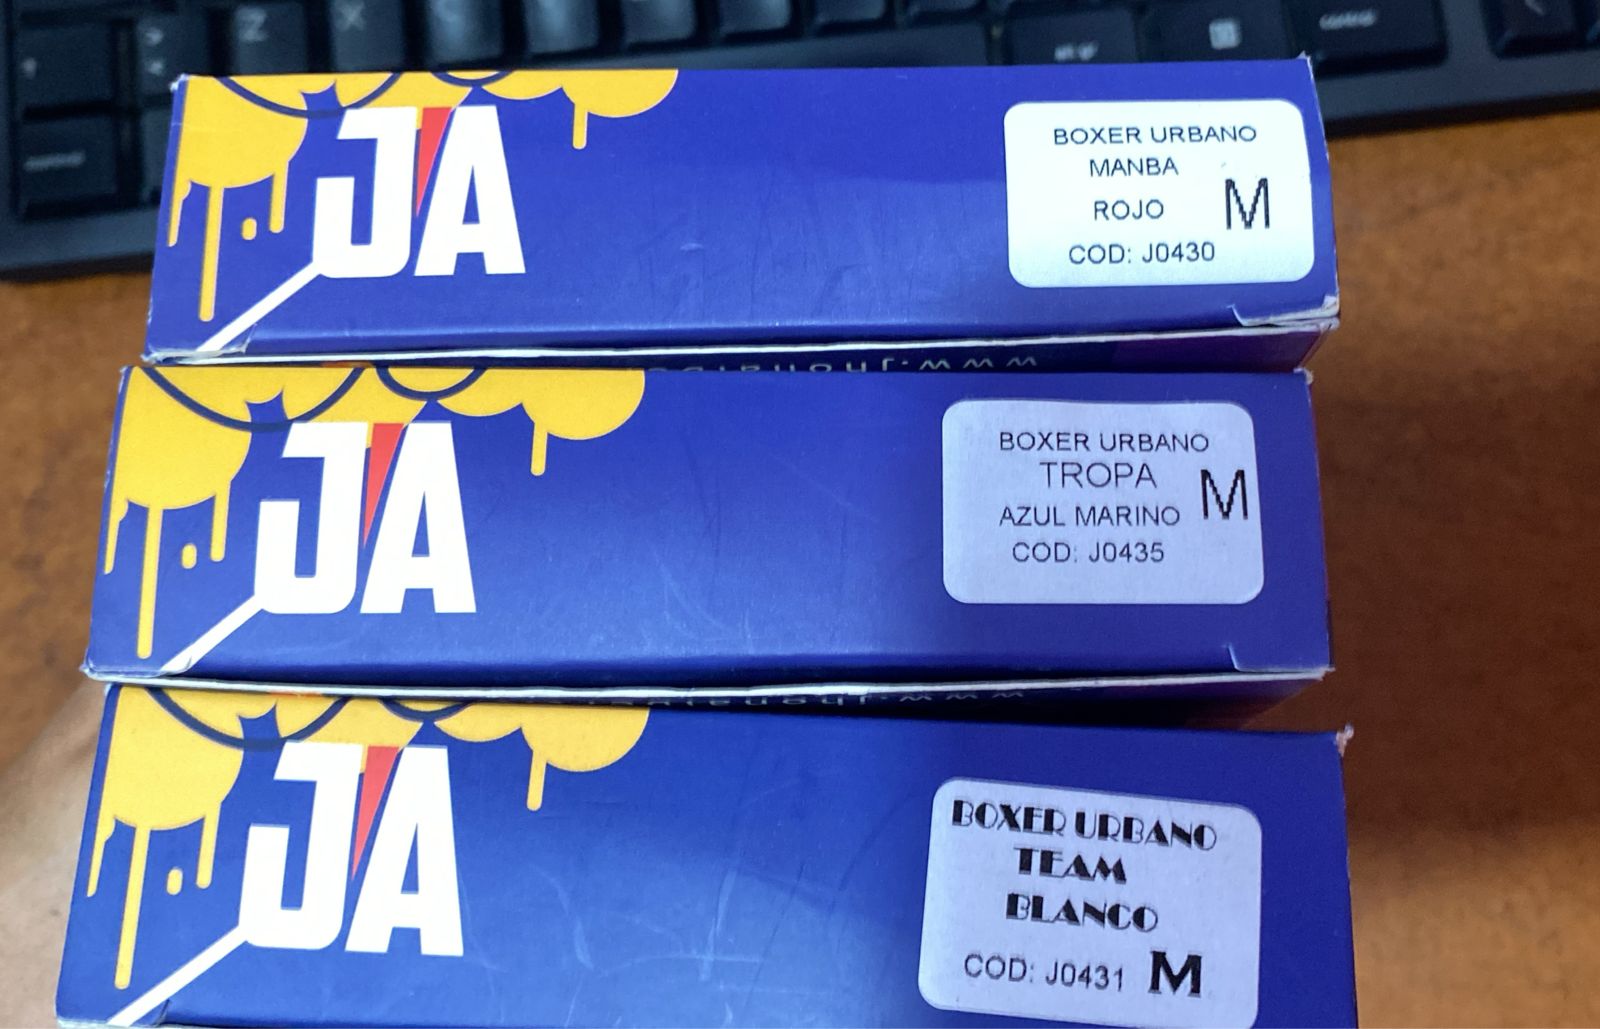 Z
X
control
JA
BOXER URBANO
MANBA
ROJO
M
COD: J0430
JA
BOXER URBANO
TROPA
M
AZUL MARINO
COD: J0435
JA
BOXER URBANO
TEAM
BLANCO
COD: J0431 M